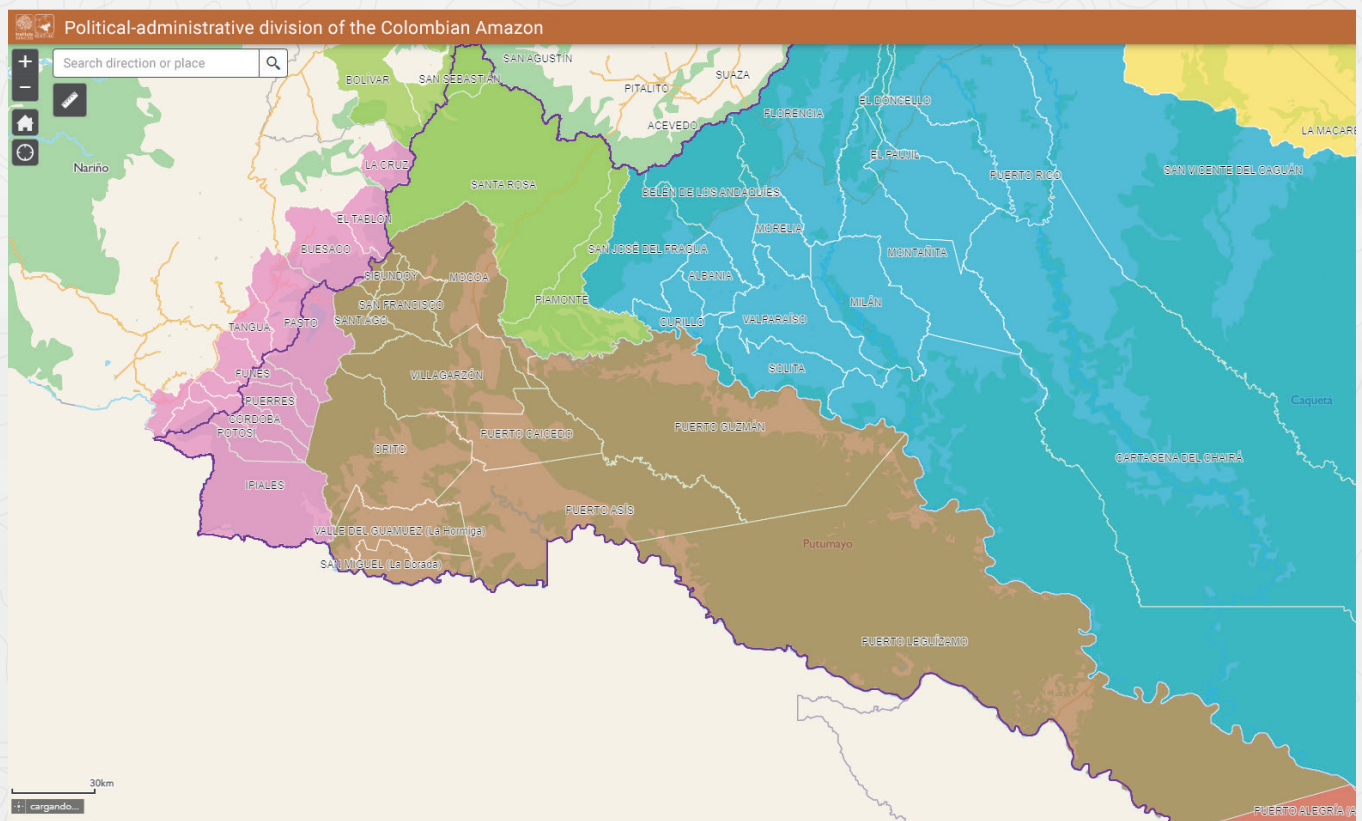 Political-administrative division of the Colombian Amazon
+
Search direction or place
−
SAN AGUSTÍN
BOLIVAR
SAN SEBASTIAN
PITALITO
SUAZA
ACEVEDO
FLORENCIA
EL DONCELLO
LA MACARE
Nariño
LA CRUZ
EL PAUJIL
PUERTO RICO
SAN VICENTE DEL CAGUÁN
SANTA ROSA
BELÉN DE LOS ANDAQUÍES
EL TABLON
MORELIA
BUESACO
SAN JOSÉ DEL FRAGUA
MONTAÑITA
SIBUNDOY
MOCOA
ALBANIA
SAN FRANCISCO
PIAMONTE
MILÁN
TANGUA
PASTO
SANTIAGO
CURILLO
VALPARAÍSO
FUNES
VILLAGARZÓN
SOLITA
PUERRES
Caquetá
CÓRDOBA
POTOSÍ
PUERTO CAICEDO
PUERTO GUZMÁN
ORITO
CARTAGENA DEL CHAIRÁ
IPIALES
PUERTO ASÍS
VALLE DEL GUAMUEZ (La Hormiga)
Putumayo
SAN MIGUEL (La Dorada)
PUERTO LEGUÍZAMO
30km
cargando...
PUERTO ALEGRÍA (A